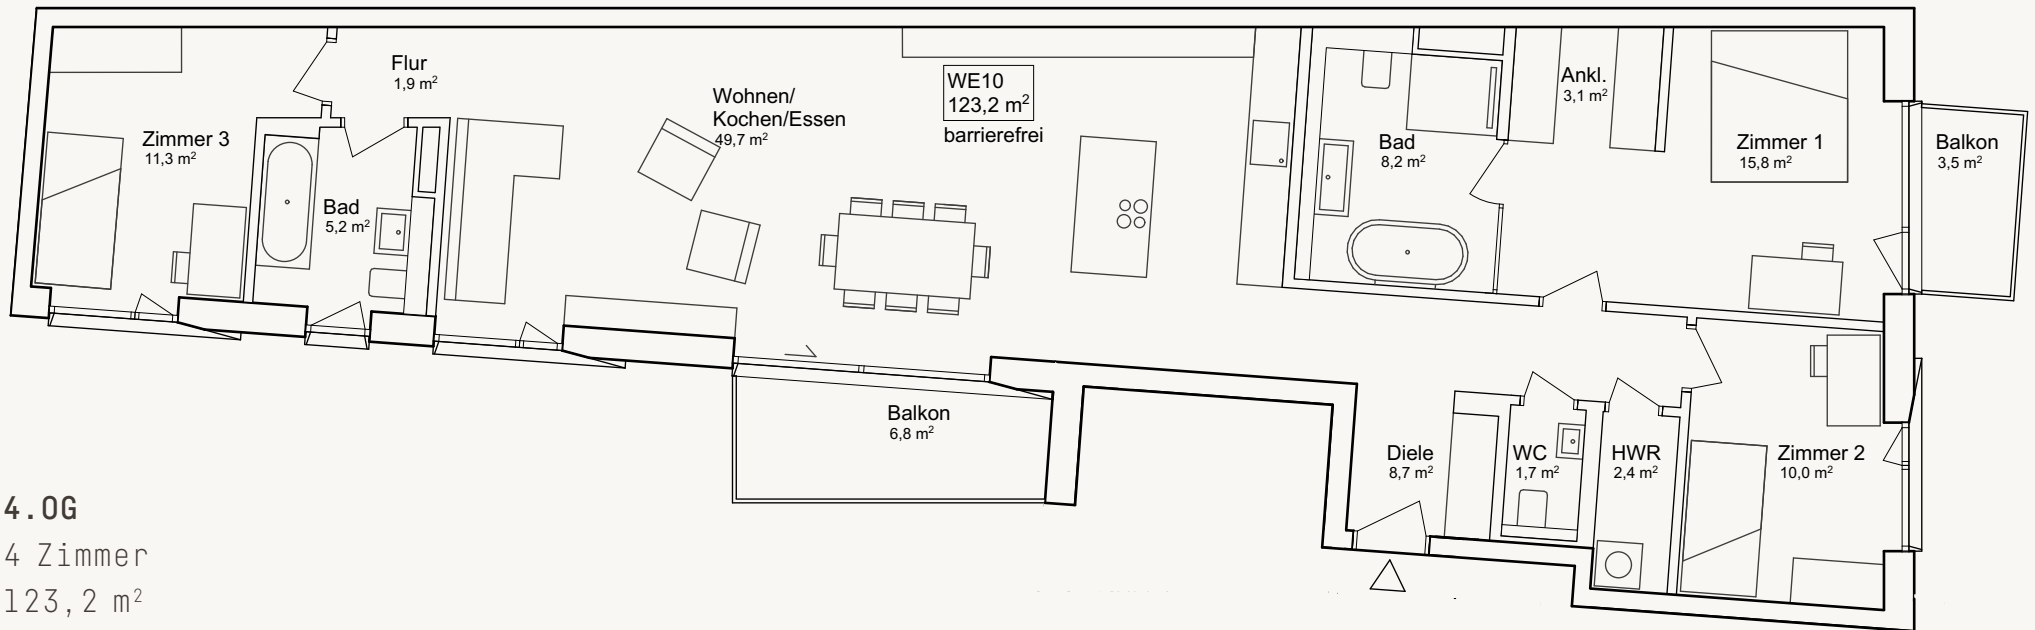 Flur
1,9 m²
Wohnen/
Kochen/Essen
49,7 m²
WE10
123,2 m²
barrierefrei
Ankl.
3,1 m²
Zimmer 3
11,3 m²
Bad
8,2 m²
Zimmer 1
15,8 m²
Balkon
3,5 m²
Bad
5,2 m²
Balkon
6,8 m²
Diele
8,7 m²
WC
1,7 m²
HWR
2,4 m²
Zimmer 2
10,0 m²
4.OG
4 Zimmer
123,2 m²